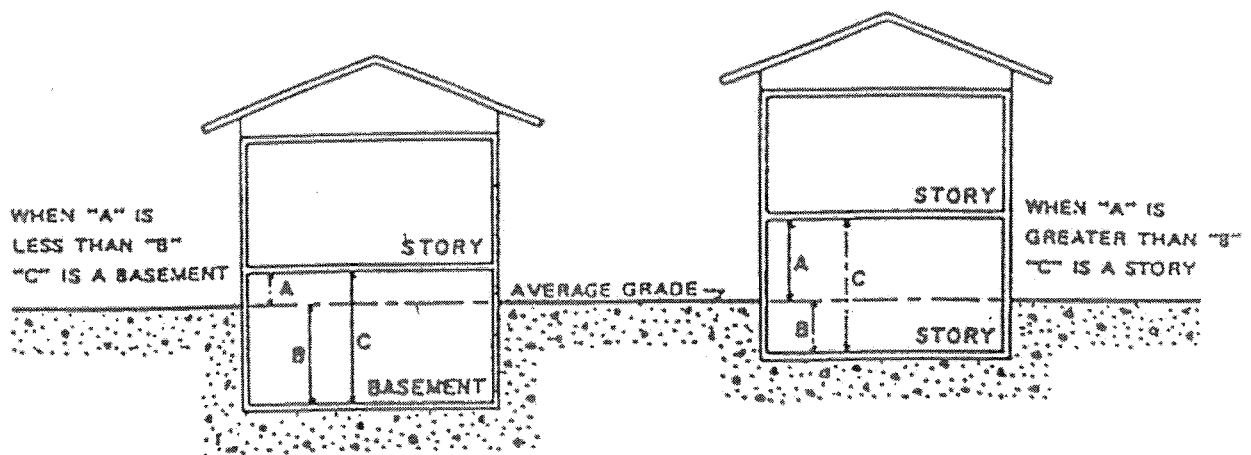 WHEN "A" IS
LESS THAN "B"
"C" IS A BASEMENT
STORY
A
B
C
BASEMENT
AVERAGE GRADE
STORY
A
C
B
STORY
WHEN "A" IS
GREATER THAN "B"
"C" IS A STORY